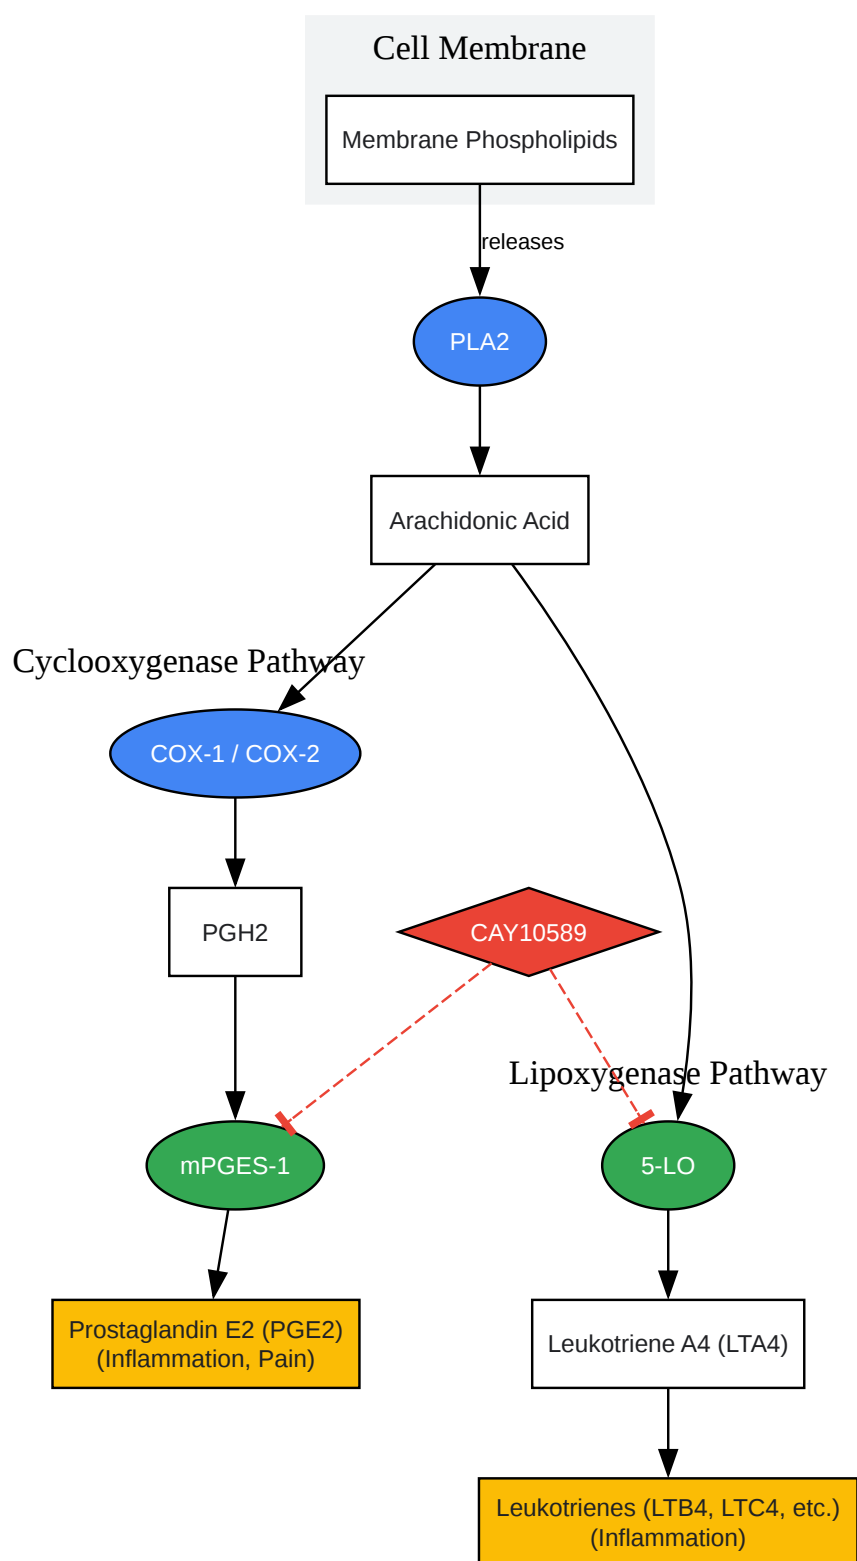 Cell Membrane
Membrane Phospholipids
releases
PLA2
Arachidonic Acid
Cyclooxygenase Pathway
COX-1 / COX-2
PGH2
CAY10589
Lipoxygenase Pathway
mPGES-1
5-LO
Prostaglandin E2 (PGE2)
(Inflammation, Pain)
Leukotriene A4 (LTA4)
Leukotrienes (LTB4, LTC4, etc.)
(Inflammation)